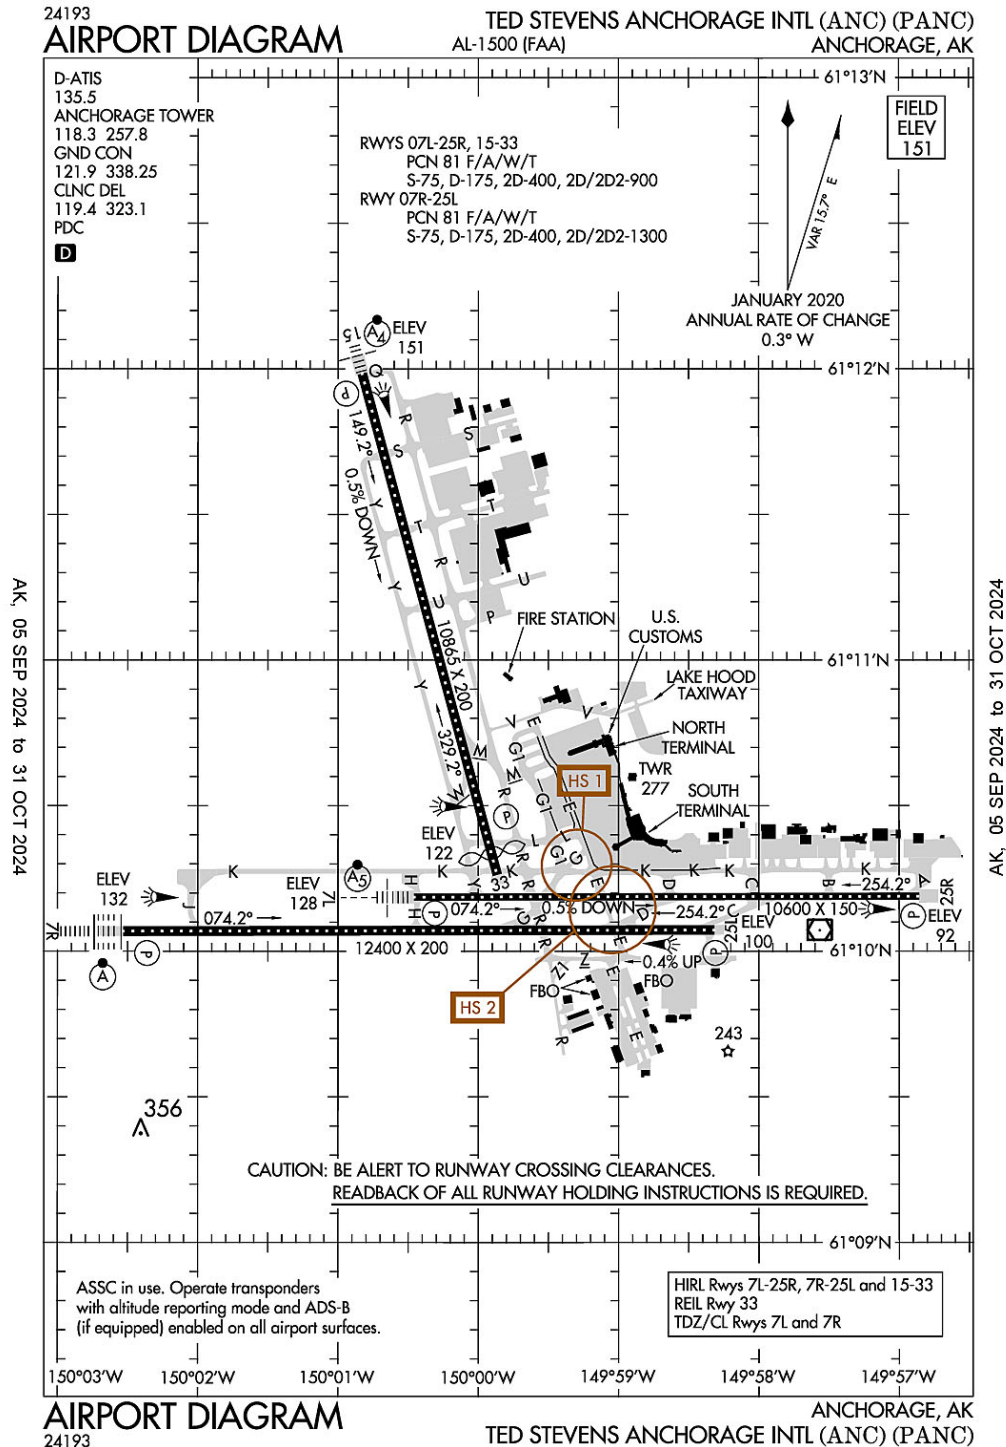 24193
AIRPORT DIAGRAM
AL-1500 (FAA)
TED STEVENS ANCHORAGE INTL (ANC) (PANC)
ANCHORAGE, AK
D-ATIS
135.5
ANCHORAGE TOWER
118.3 257.8
GND CON
121.9 338.25
CLNC DEL
119.4 323.1
PDC
D
RWYS 07L-25R, 15-33
PCN 81 F/A/W/T
S-75, D-175, 2D-400, 2D/2D2-900
RWY 07R-25L
PCN 81 F/A/W/T
S-75, D-175, 2D-400, 2D/2D2-1300
61°13'N
FIELD
ELEV
151
VAR 15.7° E
JANUARY 2020
ANNUAL RATE OF CHANGE
0.3° W
61°12'N
A4
ELEV
151
15
Q
P
R
S
S
149.2°
0.5% DOWN
Y
T
T
R
Y
U
U
P
10865 X 200
FIRE STATION
U.S.
CUSTOMS
61°11'N
LAKE HOOD
TAXIWAY
Y
V
E
V
NORTH
TERMINAL
329.2°
M
G1
M
W
R
G1
E
HS 1
TWR
277
SOUTH
TERMINAL
P
ELEV
122
L
L
G1
G
33
A5
K
K
K
K
K
K
K
R
R
H
H
Y
E
D
C
B
A
254.2°
25R
ELEV
132
J
ELEV
128
7L
074.2°
P
074.2°
G
R
R
0.5% DOWN
D
254.2°
C
10600 X 150
P
ELEV
92
7R
P
12400 X 200
E
25L
ELEV
100
P
61°10'N
A
Z1
Z
E
0.4% UP
FBO
FBO
HS 2
R
E
243
356
CAUTION: BE ALERT TO RUNWAY CROSSING CLEARANCES.
READBACK OF ALL RUNWAY HOLDING INSTRUCTIONS IS REQUIRED.
61°09'N
ASSC in use. Operate transponders
with altitude reporting mode and ADS-B
(if equipped) enabled on all airport surfaces.
HIRL Rwys 7L-25R, 7R-25L and 15-33
REIL Rwy 33
TDZ/CL Rwys 7L and 7R
150°03'W
150°02'W
150°01'W
150°00'W
149°59'W
149°58'W
149°57'W
AK, 05 SEP 2024 to 31 OCT 2024
AK, 05 SEP 2024 to 31 OCT 2024
AIRPORT DIAGRAM
24193
ANCHORAGE, AK
TED STEVENS ANCHORAGE INTL (ANC) (PANC)